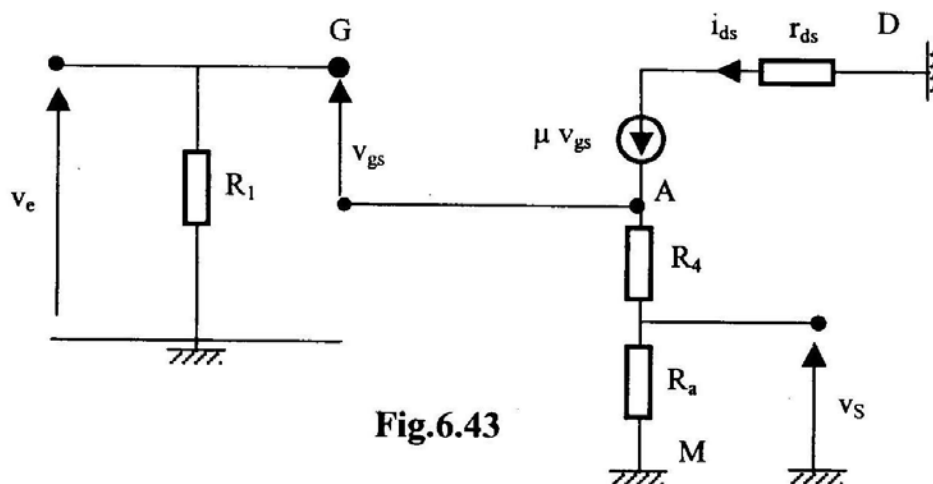 G
i_ds r_ds D
v_e R_1 v_gs μ v_gs A
R_4
R_a v_S
Fig.6.43
M